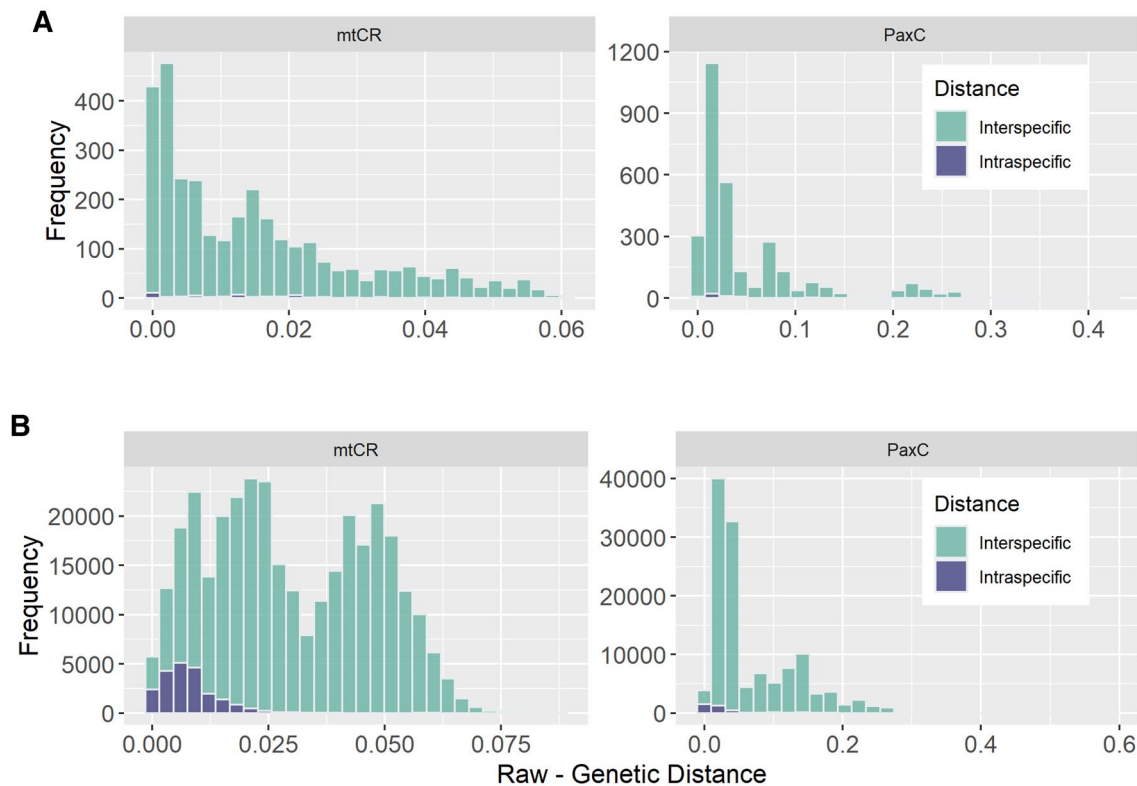 A
mtCR
PaxC
Frequency
400
300
200
100
0
0.00
0.02
0.04
0.06
1200
900
600
300
0
0.0
0.1
0.2
0.3
0.4
Distance
Interspecific
Intraspecific
B
mtCR
PaxC
Frequency
20000
15000
10000
5000
0
0.000
0.025
0.050
0.075
40000
30000
20000
10000
0
0.0
0.2
0.4
0.6
Distance
Interspecific
Intraspecific
Raw - Genetic Distance